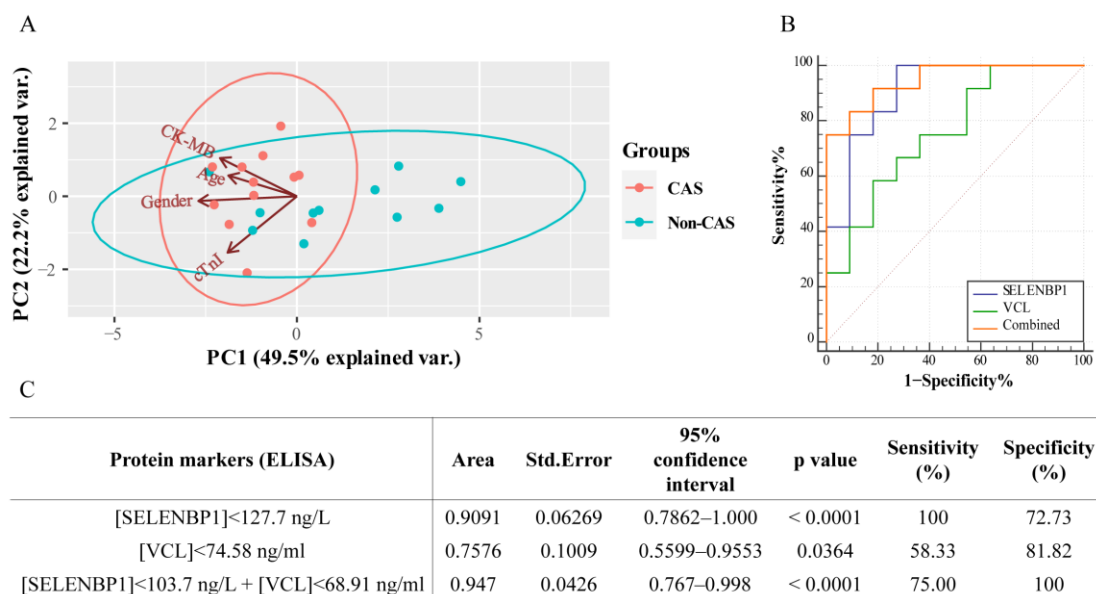 A
B
PC2 (22.2% explained var.)
2
0
−2
CK-MB
Age
Gender
cTnI
−5
0
5
PC1 (49.5% explained var.)
Groups
CAS
Non-CAS
Sensitivity%
100
80
60
40
20
0
SELENBP1
VCL
Combined
0
20
40
60
80
100
1−Specificity%
C
Protein markers (ELISA) Area Std.Error 95% confidence interval p value Sensitivity (%) Specificity (%)
[SELENBP1]<127.7 ng/L 0.9091 0.06269 0.7862–1.000 < 0.0001 100 72.73
[VCL]<74.58 ng/ml 0.7576 0.1009 0.5599–0.9553 0.0364 58.33 81.82
[SELENBP1]<103.7 ng/L + [VCL]<68.91 ng/ml 0.947 0.0426 0.767–0.998 < 0.0001 75.00 100